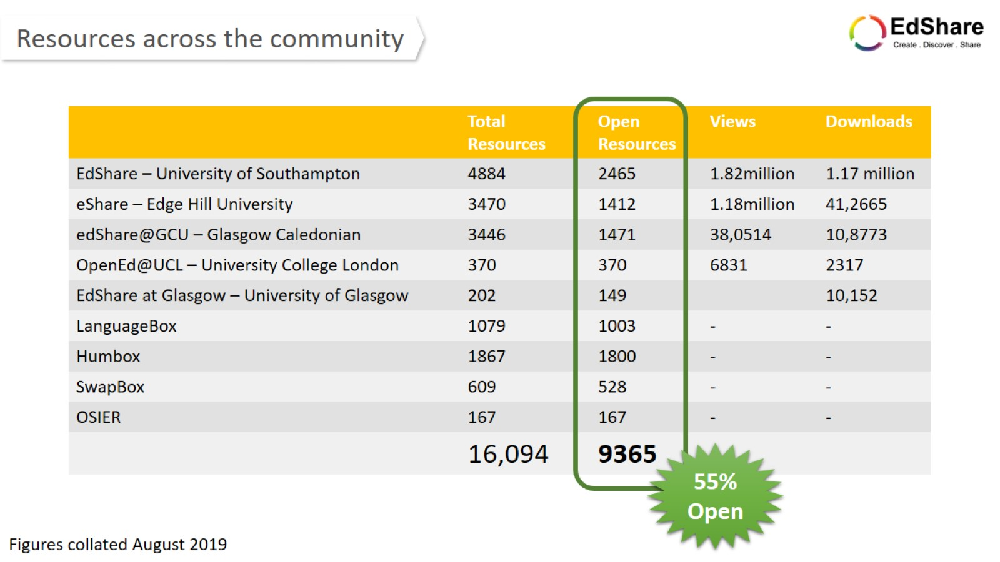 Resources across the community
EdShare
Create . Discover . Share
Total Resources Open Resources Views Downloads
EdShare – University of Southampton 4884 2465 1.82million 1.17 million
eShare – Edge Hill University 3470 1412 1.18million 41,2665
edShare@GCU – Glasgow Caledonian 3446 1471 38,0514 10,8773
OpenEd@UCL – University College London 370 370 6831 2317
EdShare at Glasgow – University of Glasgow 202 149 10,152
LanguageBox 1079 1003 - -
Humbox 1867 1800 - -
SwapBox 609 528 - -
OSIER 167 167 - -
16,094 9365
55%
Open
Figures collated August 2019